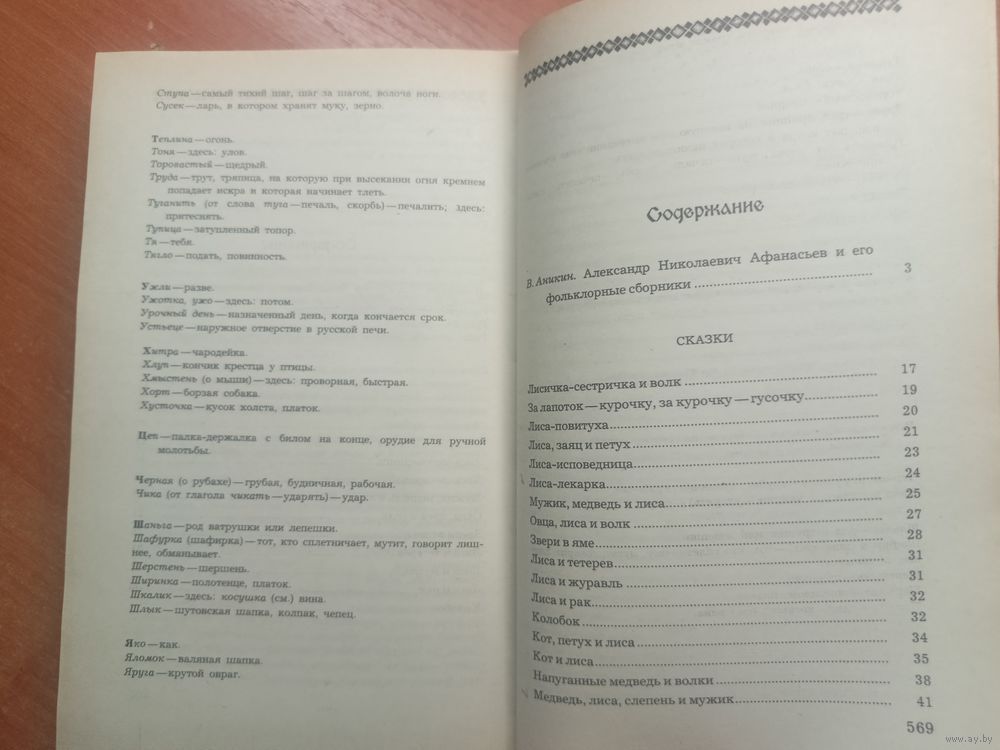 Ступа—самый тихий шаг, шаг за шагом, волоча ноги.
Сусек—ларь, в котором хранят муку, зерно.
Теплина—огонь.
Тоня—здесь: улов.
Тороватый—щедрый.
Труда—трут, тряпица, на которую при высекании огня кремнем
попадает искра и которая начинает тлеть.
Туганить (от слова туга—печаль, скорбь)—печалить; здесь:
притеснять.
Тупица—затупленный топор.
Тя—тебя.
Тягло—подать, повинность.
Ужли—разве.
Ужотка, ужо—здесь: потом.
Урочный день—назначенный день, когда кончается срок.
Устьеце—наружное отверстие в русской печи.
Хитра—чародейка.
Хлуп—кончик крестца у птицы.
Хмыстень (о мыши)—здесь: проворная, быстрая.
Хорт—борзая собака.
Хусточка—кусок холста, платок.
Цеп—палка-держалка с билом на конце, орудие для ручной
молотьбы.
Черная (о рубахе)—грубая, будничная, рабочая.
Чика (от глагола чикать—ударять)—удар.
Шаньга—род ватрушки или лепешки.
Шафурка (шафирка)—тот, кто сплетничает, мутит, говорит лиш-
нее, обманывает.
Шерстень—шершень.
Ширинка—полотенце, платок.
Шкалик—здесь: косушка (см.) вина.
Шлык—шутовская шапка, колпак, чепец.
Яко—как.
Яломок—валяная шапка.
Яруга—крутой овраг.
Содержание
В. Аникин. Александр Николаевич Афанасьев и его
фольклорные сборники 3
СКАЗКИ
Лисичка-сестричка и волк 17
За лапоток—курочку, за курочку—гусочку 19
Лиса-повитуха 20
Лиса, заяц и петух 21
Лиса-исповедница 23
Лиса-лекарка 24
Мужик, медведь и лиса 25
Овца, лиса и волк 27
Звери в яме 28
Лиса и тетерев 31
Лиса и журавль 31
Лиса и рак 32
Колобок 32
Кот, петух и лиса 34
Кот и лиса 35
Напуганные медведь и волки 38
Медведь, лиса, слепень и мужик 41
569
www.ay.by